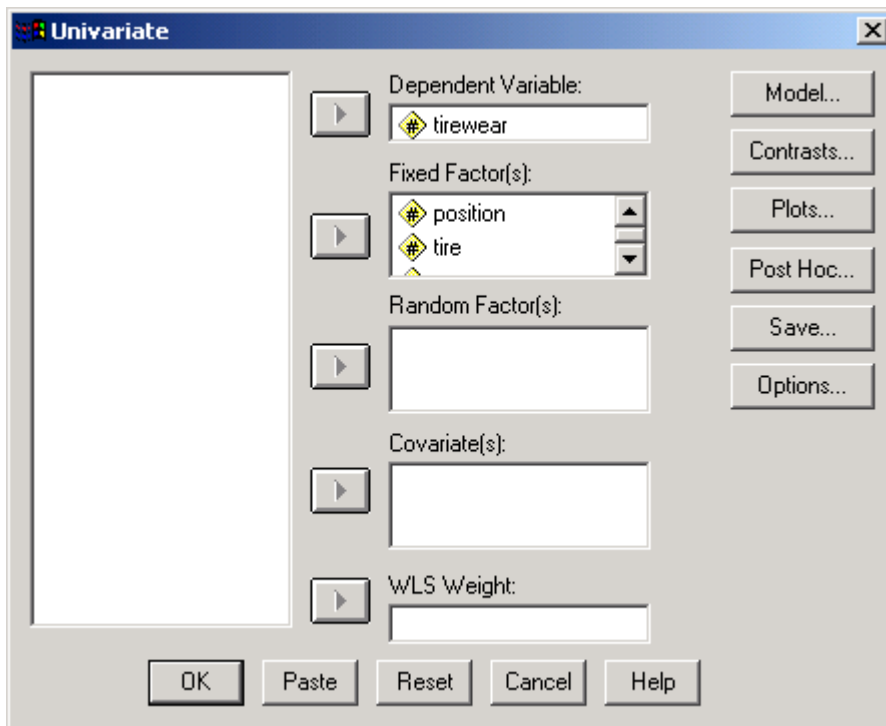 Univariate
Dependent Variable:
# tirewear
Fixed Factor(s):
# position
# tire
Random Factor(s):
Covariate(s):
WLS Weight:
Model...
Contrasts...
Plots...
Post Hoc...
Save...
Options...
OK
Paste
Reset
Cancel
Help